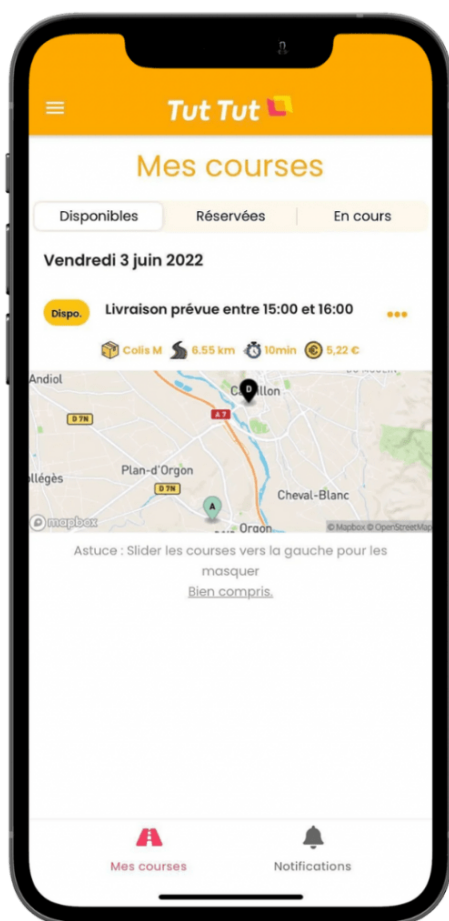 Tut Tut
Mes courses
Disponibles Réservées En cours
Vendredi 3 juin 2022
Dispo. Livraison prévue entre 15:00 et 16:00
Colis M 6.55 km 10min 5,22 €
Andiol
D
D 7N
A 7
Plan-d'Orgon
D 7N
Cheval-Blanc
A
Orgon
mapbox
© Mapbox © OpenStreetMap
Astuce : Slider les courses vers la gauche pour les
masquer
Bien compris.
Mes courses Notifications